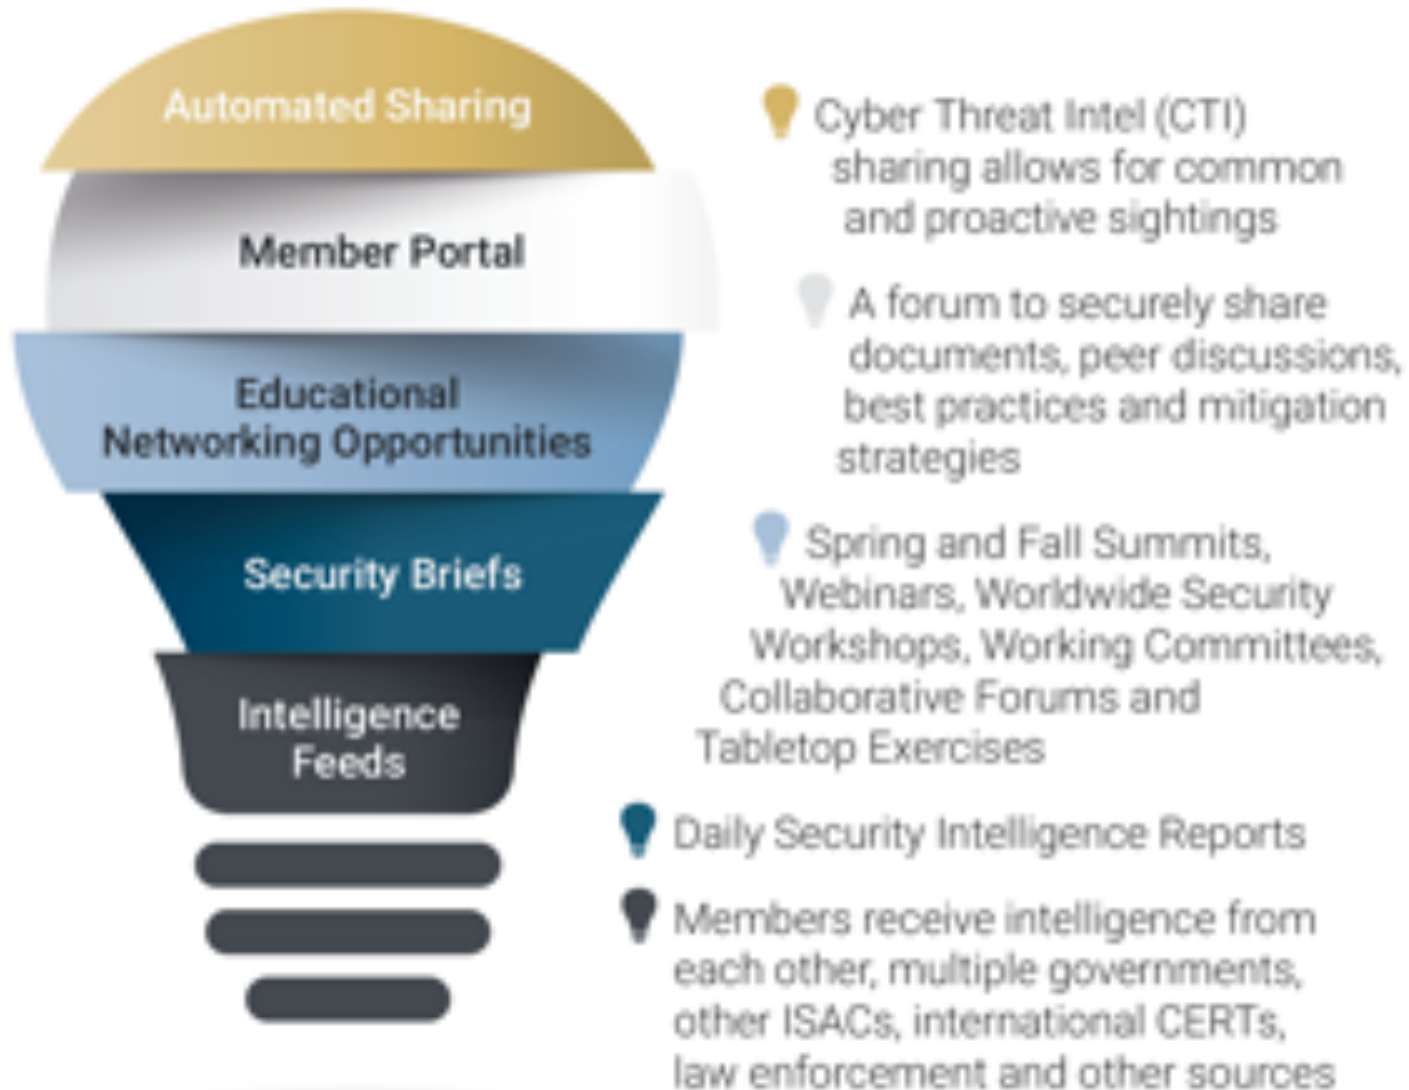 Automated Sharing
Member Portal
Educational
Networking Opportunities
Security Briefs
Intelligence
Feeds
Cyber Threat Intel (CTI)
sharing allows for common
and proactive sightings
A forum to securely share
documents, peer discussions,
best practices and mitigation
strategies
Spring and Fall Summits,
Webinars, Worldwide Security
Workshops, Working Committees,
Collaborative Forums and
Tabletop Exercises
Daily Security Intelligence Reports
Members receive intelligence from
each other, multiple governments,
other ISACs, international CERTs,
law enforcement and other sources